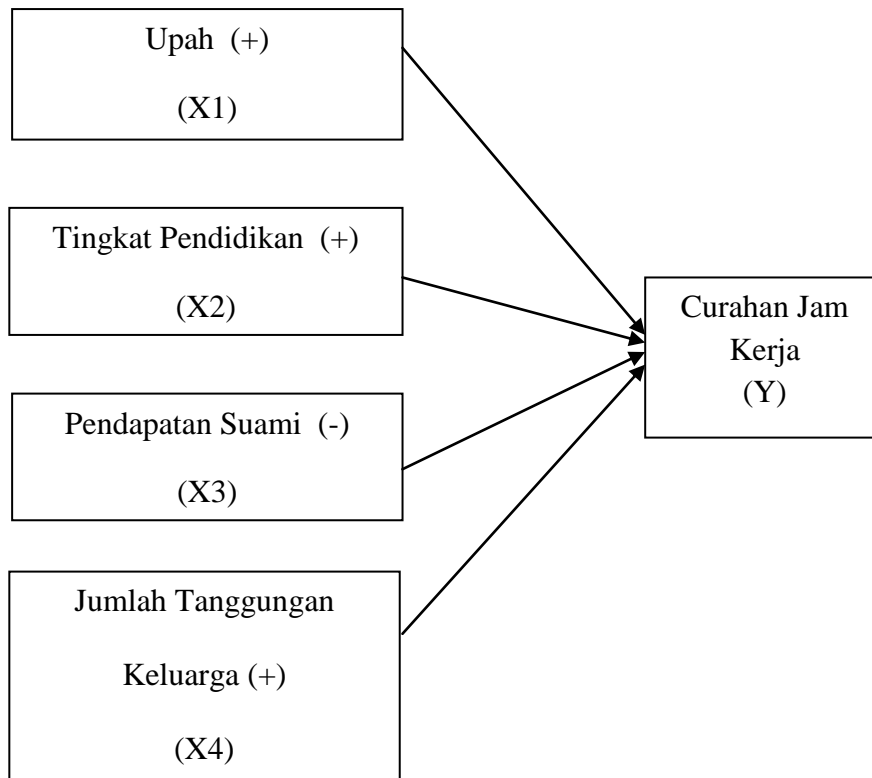 Upah (+)
(X1)
Tingkat Pendidikan (+)
(X2)
Pendapatan Suami (-)
(X3)
Jumlah Tanggungan
Keluarga (+)
(X4)
Curahan Jam
Kerja
(Y)